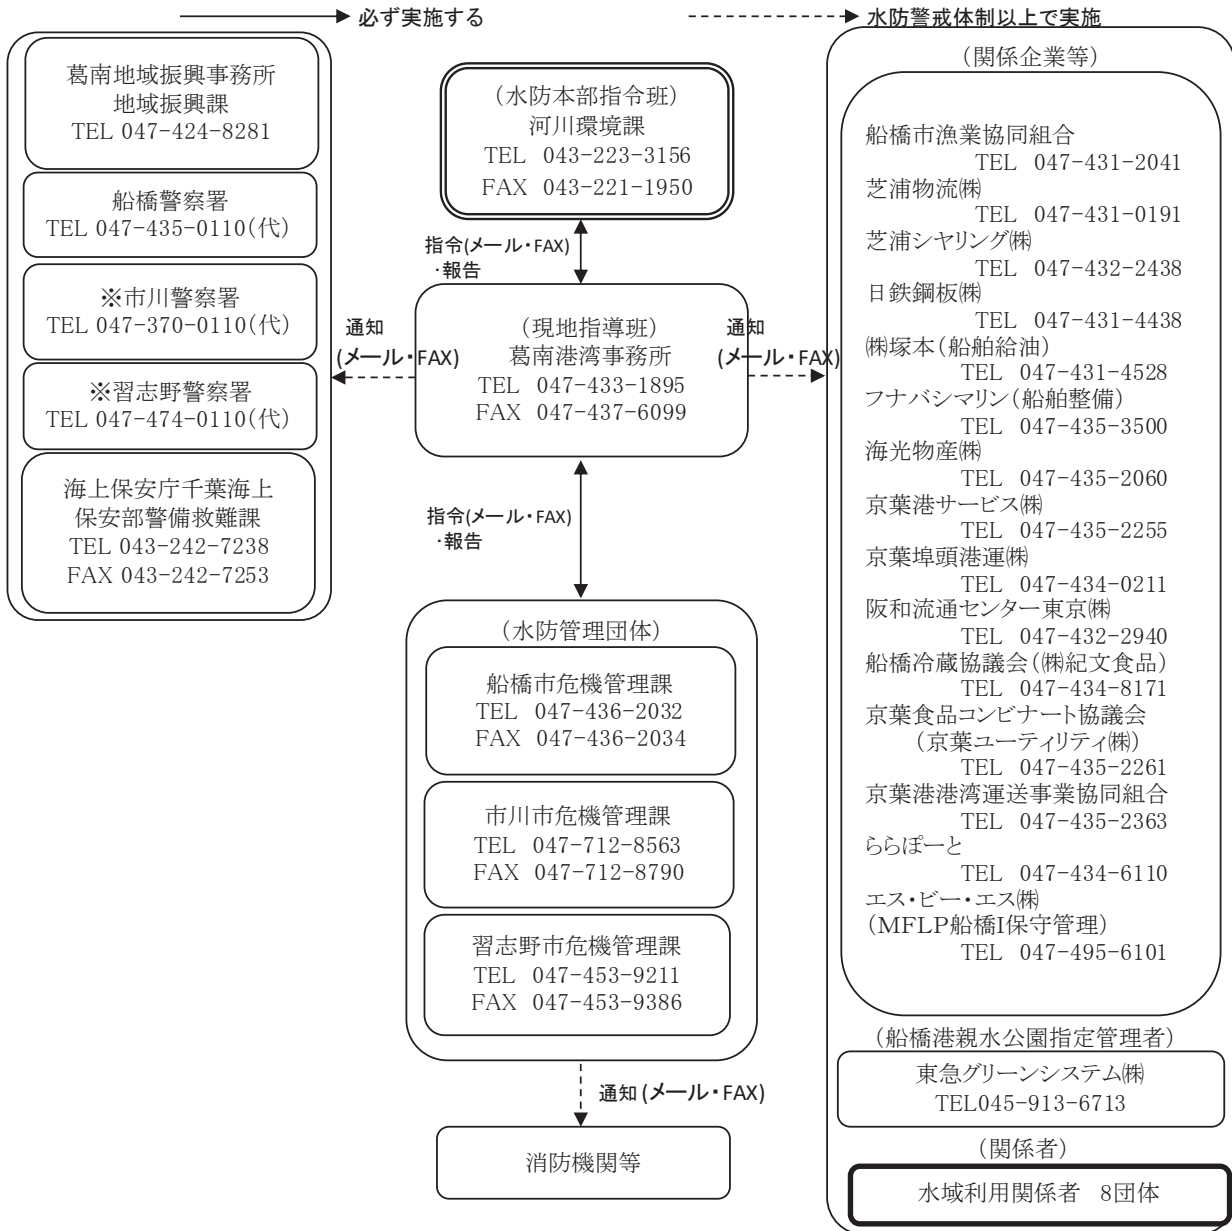 必ず実施する
水防警戒体制以上で実施
葛南地域振興事務所
地域振興課
TEL 047-424-8281
船橋警察署
TEL 047-435-0110(代)
※市川警察署
TEL 047-370-0110(代)
※習志野警察署
TEL 047-474-0110(代)
海上保安庁千葉海上
保安部警備救難課
TEL 043-242-7238
FAX 043-242-7253
(水防本部指令班)
河川環境課
TEL 043-223-3156
FAX 043-221-1950
指令(メール・FAX)
・報告
通知
(メール・FAX)
(現地指導班)
葛南港湾事務所
TEL 047-433-1895
FAX 047-437-6099
通知
(メール・FAX)
指令(メール・FAX)
・報告
(水防管理団体)
船橋市危機管理課
TEL 047-436-2032
FAX 047-436-2034
市川市危機管理課
TEL 047-712-8563
FAX 047-712-8790
習志野市危機管理課
TEL 047-453-9211
FAX 047-453-9386
通知 (メール・FAX)
消防機関等
(関係企業等)
船橋市漁業協同組合
TEL 047-431-2041
芝浦物流㈱
TEL 047-431-0191
芝浦シヤリング㈱
TEL 047-432-2438
日鉄鋼板㈱
TEL 047-431-4438
㈱塚本(船舶給油)
TEL 047-431-4528
フナバシマリン(船舶整備)
TEL 047-435-3500
海光物産㈱
TEL 047-435-2060
京葉港サービス㈱
TEL 047-435-2255
京葉埠頭港運㈱
TEL 047-434-0211
阪和流通センター東京㈱
TEL 047-432-2940
船橋冷蔵協議会(㈱紀文食品)
TEL 047-434-8171
京葉食品コンビナート協議会
(京葉ユーティリティ㈱)
TEL 047-435-2261
京葉港港湾運送事業協同組合
TEL 047-435-2363
ららぽーと
TEL 047-434-6110
エス・ビー・エス㈱
(MFLP船橋I保守管理)
TEL 047-495-6101
(船橋港親水公園指定管理者)
東急グリーンシステム㈱
TEL045-913-6713
(関係者)
水域利用関係者 8団体